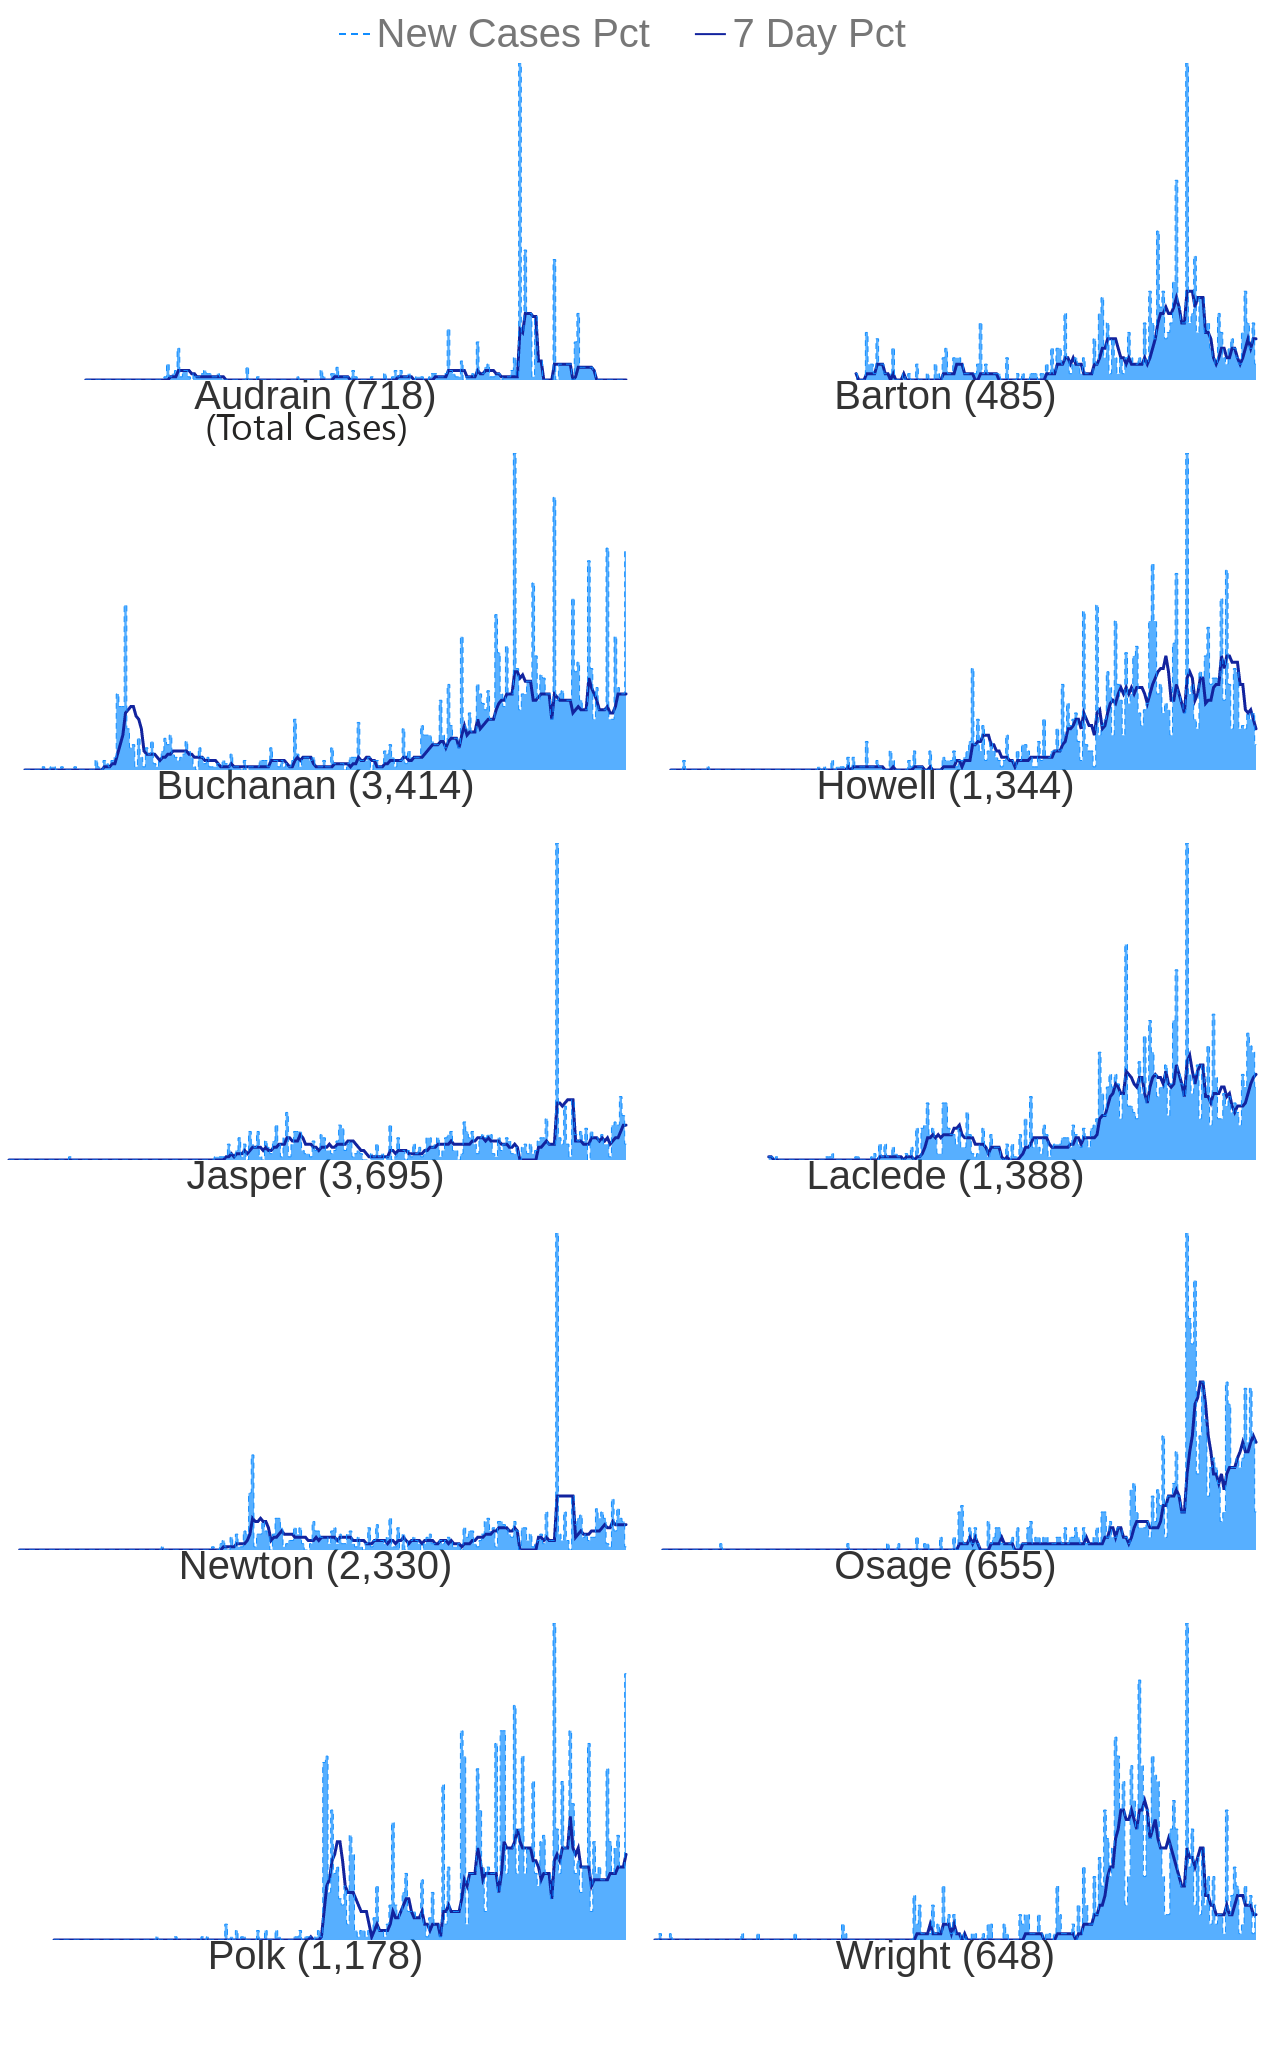 New Cases Pct 7 Day Pct
Audrain (718) Barton (485)
(Total Cases)
Buchanan (3,414) Howell (1,344)
Jasper (3,695) Laclede (1,388)
Newton (2,330) Osage (655)
Polk (1,178) Wright (648)